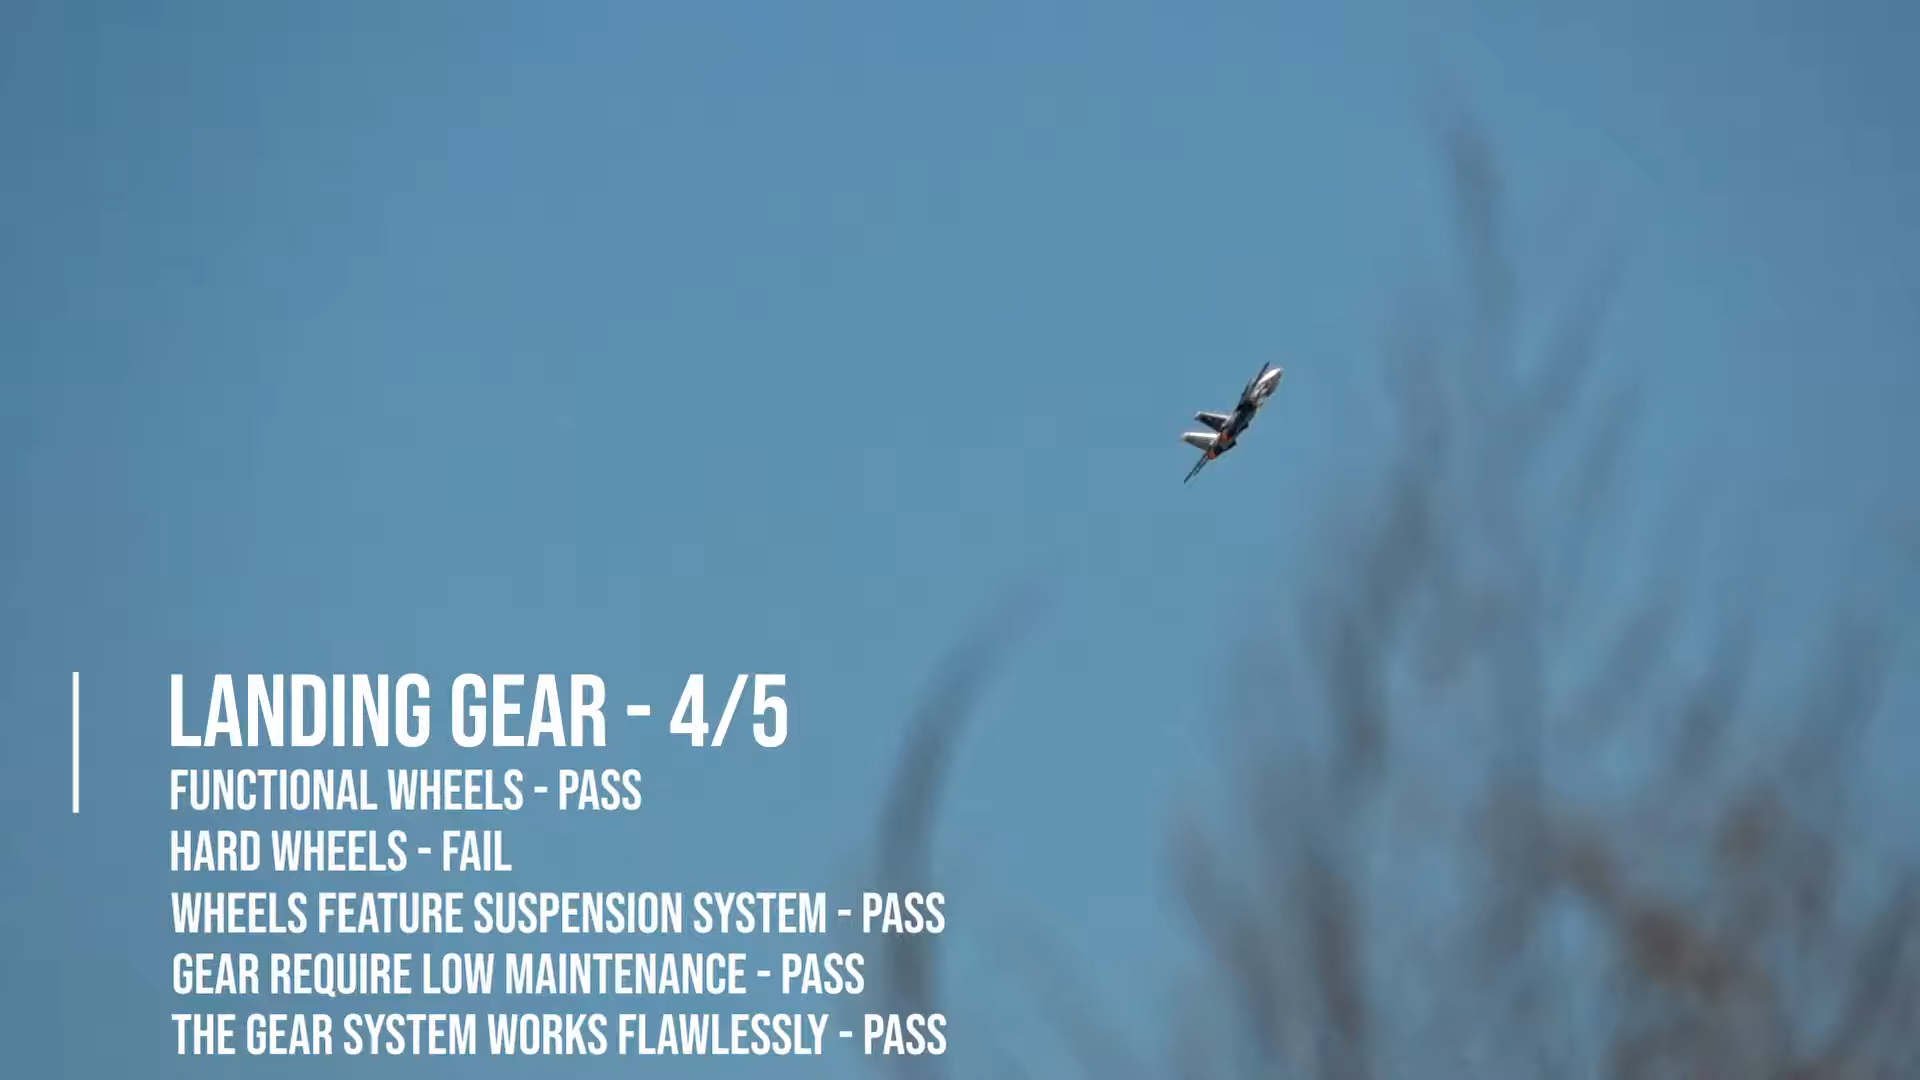 LANDING GEAR - 4/5
FUNCTIONAL WHEELS - PASS
HARD WHEELS - FAIL
WHEELS FEATURE SUSPENSION SYSTEM - PASS
GEAR REQUIRE LOW MAINTENANCE - PASS
THE GEAR SYSTEM WORKS FLAWLESSLY - PASS